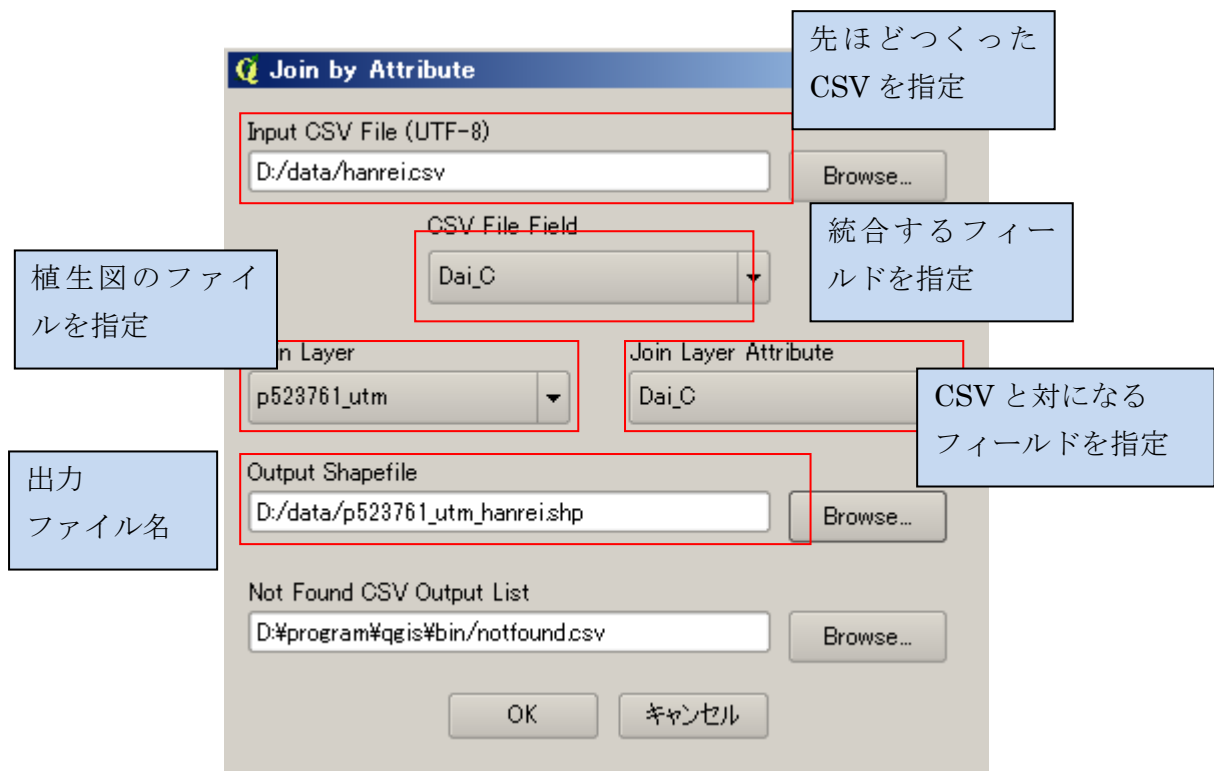 先ほどつくった
CSV を指定
Join by Attribute
Input CSV File (UTF-8)
D:/data/hanrei.csv
Browse...
CSV File Field
Dai_C
統合するフィー
ルドを指定
植生図のファイ
ルを指定
n Layer
p523761_utm
Join Layer Attribute
Dai_C
CSV と対になる
フィールドを指定
出力
ファイル名
Output Shapefile
D:/data/p523761_utm_hanrei.shp
Browse...
Not Found CSV Output List
D:¥program¥qgis¥bin/notfound.csv
Browse...
OK
キャンセル